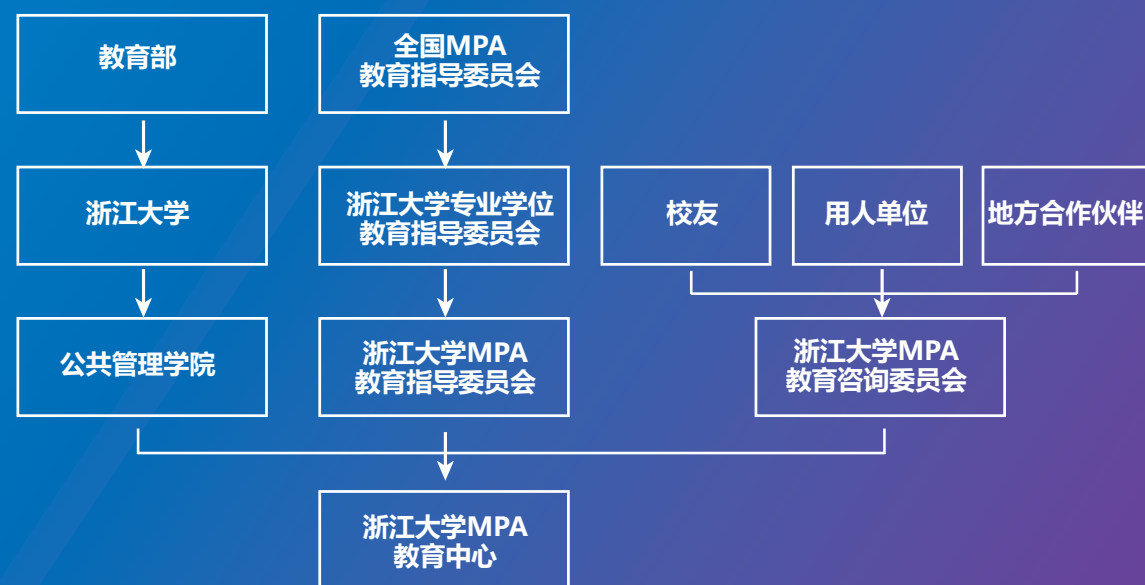 教育部
全国MPA
教育指导委员会
浙江大学
浙江大学专业学位
教育指导委员会
校友
用人单位
地方合作伙伴
公共管理学院
浙江大学MPA
教育指导委员会
浙江大学MPA
教育咨询委员会
浙江大学MPA
教育中心